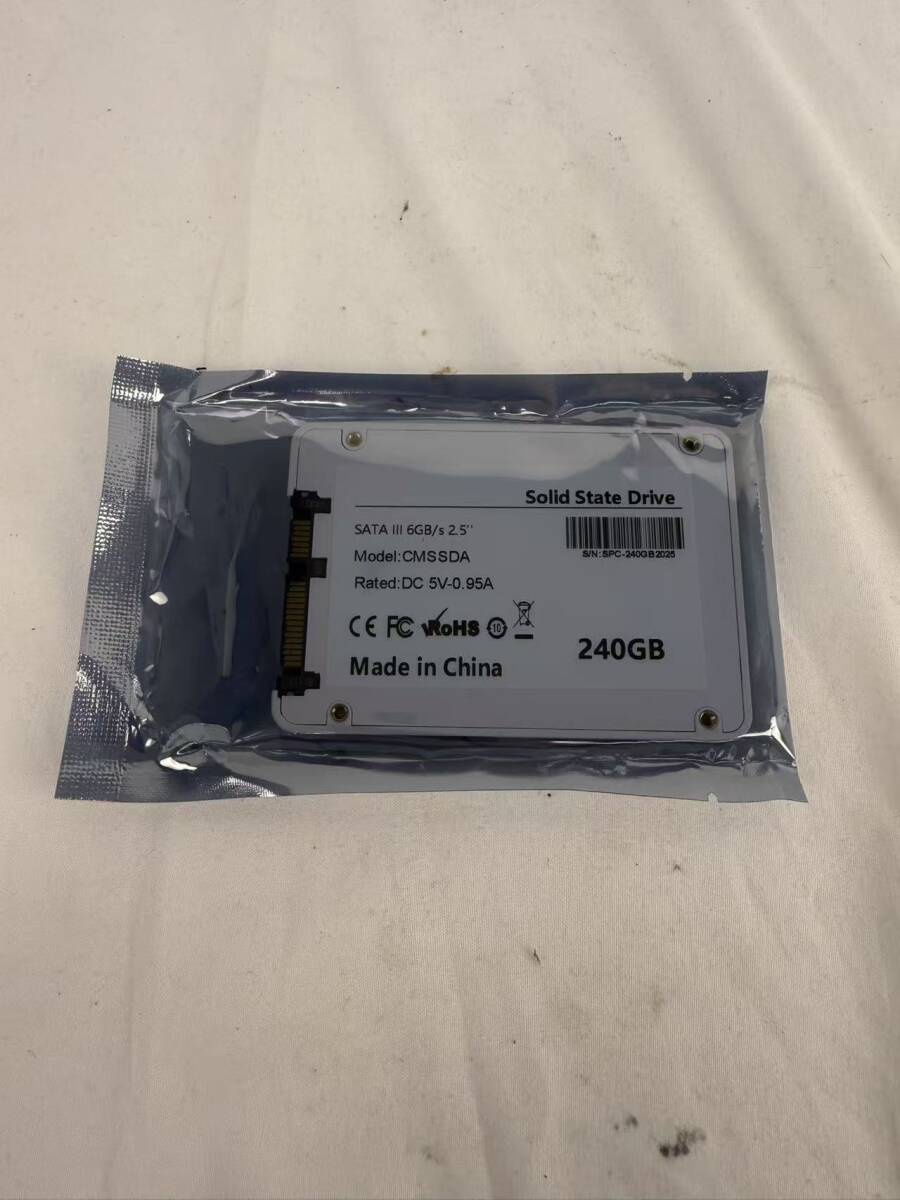 Solid State Drive
SATA III 6GB/s 2.5''
S/N:SPC-240GB2025
Model:CMSSDA
Rated:DC 5V-0.95A
CE FC RoHS 10
240GB
Made in China